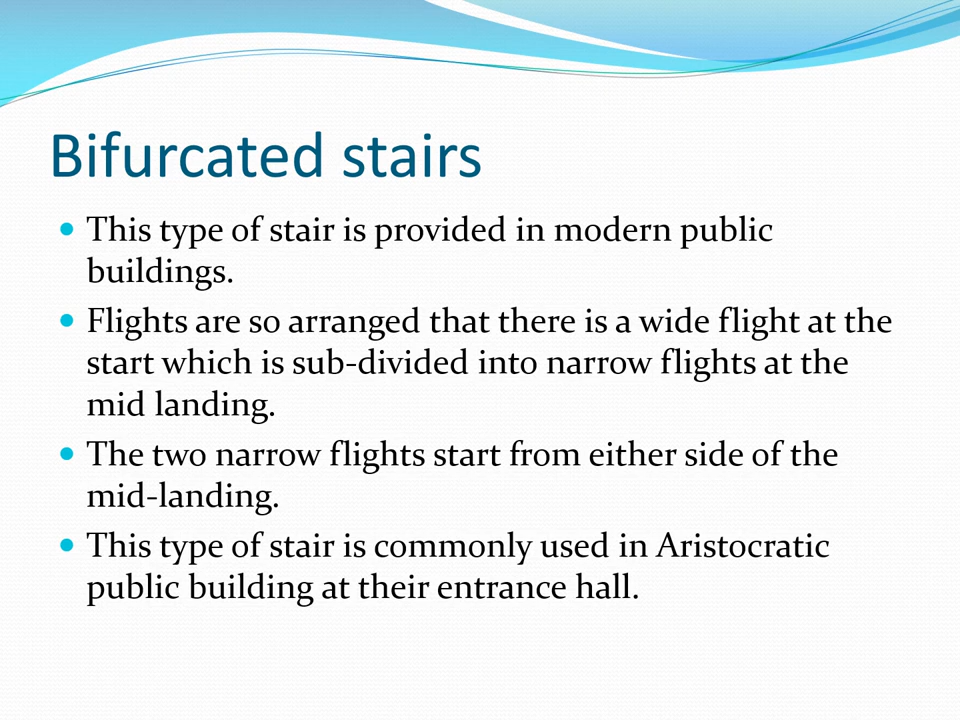 Bifurcated stairs
• This type of stair is provided in modern public
buildings.
• Flights are so arranged that there is a wide flight at the
start which is sub-divided into narrow flights at the
mid landing.
• The two narrow flights start from either side of the
mid-landing.
• This type of stair is commonly used in Aristocratic
public building at their entrance hall.